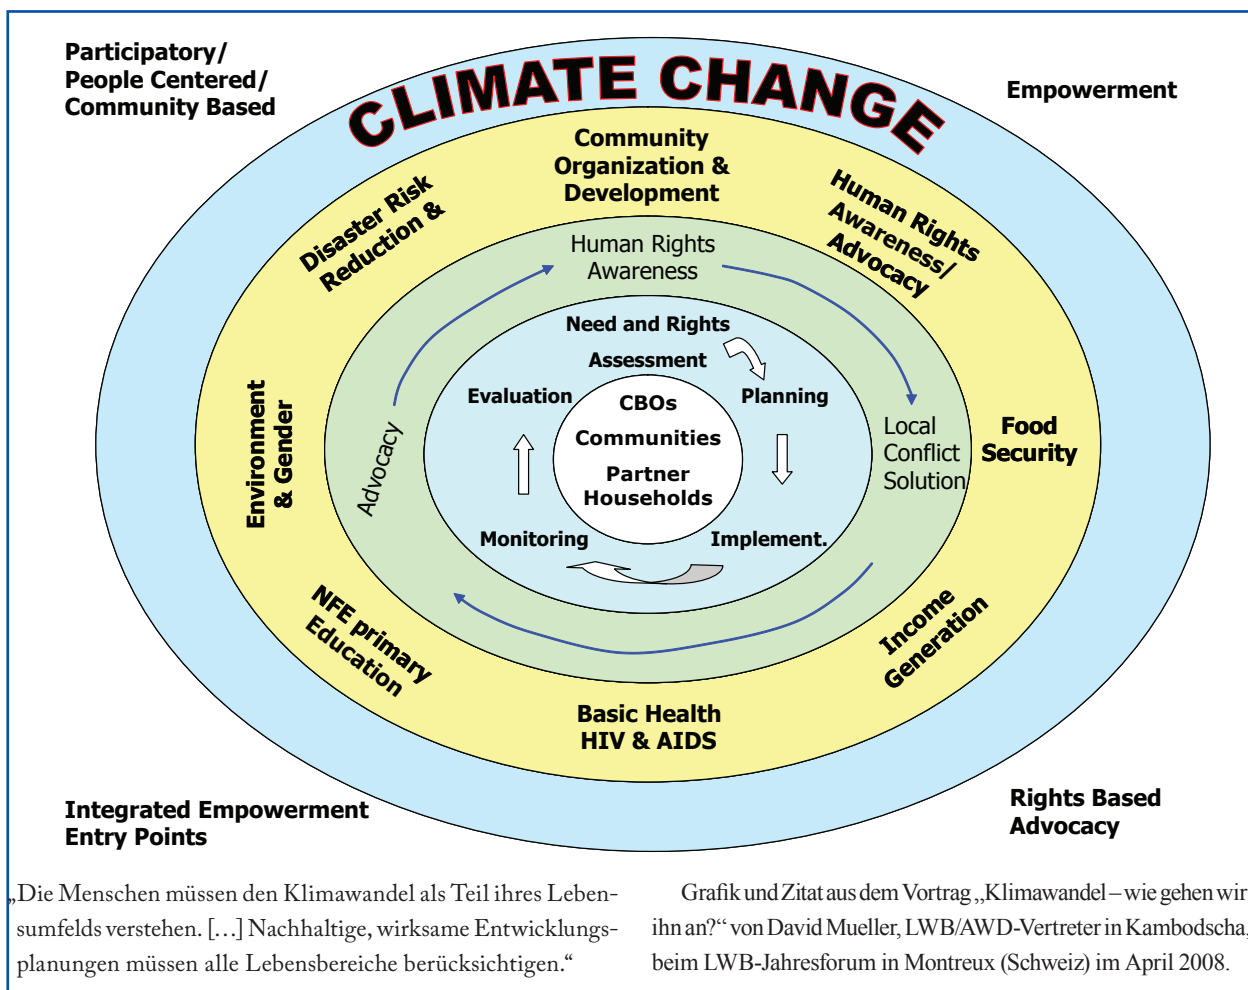 Participatory/
People Centered/
Community Based
Empowerment
CLIMATE CHANGE
Community
Organization &
Development
Disaster Risk
Reduction &
Human Rights
Awareness/
Advocacy
Human Rights
Awareness
Need and Rights
Assessment
Evaluation
Planning
CBOs
Communities
Partner
Households
Environment
& Gender
Advocacy
Local
Conflict
Solution
Food
Security
Monitoring
Implement.
NFE primary
Education
Income
Generation
Basic Health
HIV & AIDS
Integrated Empowerment
Entry Points
Rights Based
Advocacy
„Die Menschen müssen den Klimawandel als Teil ihres Leben-
sumfelds verstehen. […] Nachhaltige, wirksame Entwicklungs-
planungen müssen alle Lebensbereiche berücksichtigen.“
Grafik und Zitat aus dem Vortrag „Klimawandel – wie gehen wir
ihn an?“ von David Mueller, LWB/AWD-Vertreter in Kambodscha,
beim LWB-Jahresforum in Montreux (Schweiz) im April 2008.